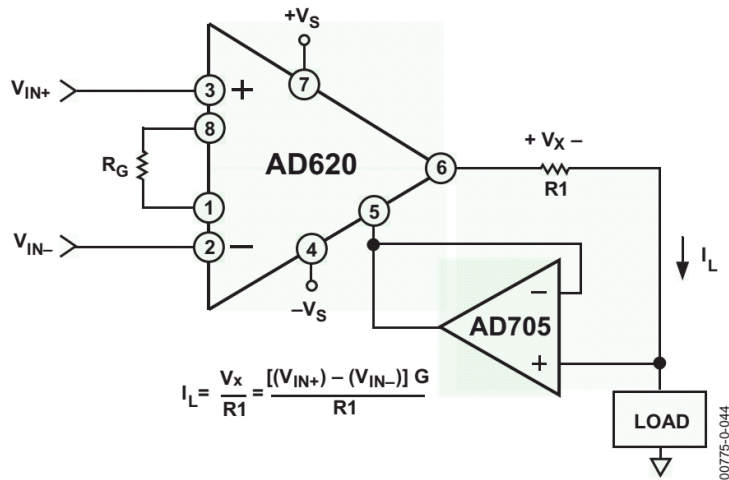 +VS
VIN+
3
+
7
8
RG
AD620
+ VX –
6
R1
1
5
VIN–
2
–
4
IL
–VS
–
AD705
+
IL = Vx/R1 = [(VIN+) – (VIN–)] G/R1
LOAD
00775-0-044